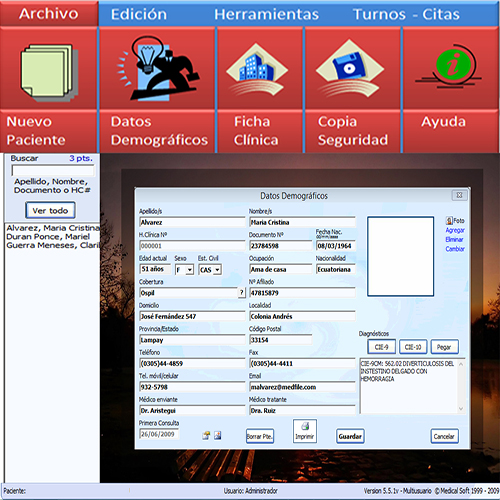 Archivo Edición Herramientas Turnos - Citas
Nuevo Paciente Datos Demográficos Ficha Clínica Copia Seguridad Ayuda
Buscar 3 pts.
Apellido, Nombre,
Documento o HC#
Ver todo
Alvarez, Maria Cristina
Duran Ponce, Mariel
Guerra Meneses, Clari
Datos Demográficos
Apellido/s Nombre/s
Alvarez Maria Cristina
H.Clínica Nº Documento Nº Fecha Nac.
000001 23784598 08/03/1964
Edad actual Sexo Est. Civil Ocupación Nacionalidad
51 años F CAS Ama de casa Ecuatoriana
Cobertura Nº Afiliado
Ospil ? 47815879
Domicilio Localidad
José Fernández 547 Colonia Andrés
Provincia/Estado Código Postal
Lampay 33154
Teléfono Fax
(0305)44-4859 (0305)44-4411
Tel. móvil/celular Email
932-5798 malvarez@medfile.com
Médico enviante Médico tratante
Dr. Aristegui Dra. Ruiz
Primera Consulta
26/06/2009
Borrar Pte. Imprimir Guardar Cancelar
Foto
Agregar
Eliminar
Cambiar
Diagnósticos
CIE-9 CIE-10 Pegar
CIE-9CM: 562.02 DIVERTICULOSIS DEL
INTESTINO DELGADO CON
HEMORRAGIA
Paciente: Usuario: Administrador Version 5.5.1v - Multiusuario © Medical Soft 1999 - 2009